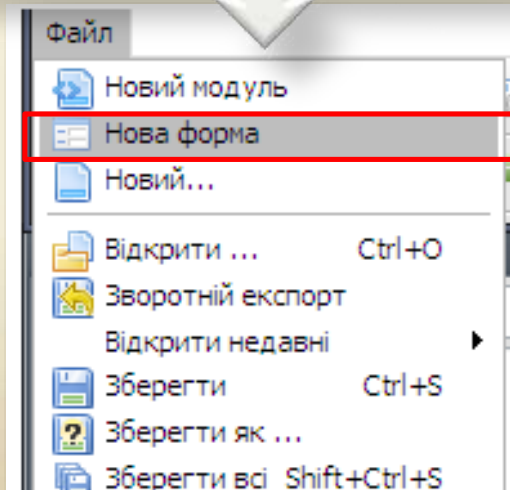 Файл
Новий модуль
Нова форма
Новий...
Відкрити ... Ctrl+O
Зворотній експорт
Відкрити недавні
Зберегти Ctrl+S
Зберегти як ...
Зберегти всі Shift+Ctrl+S